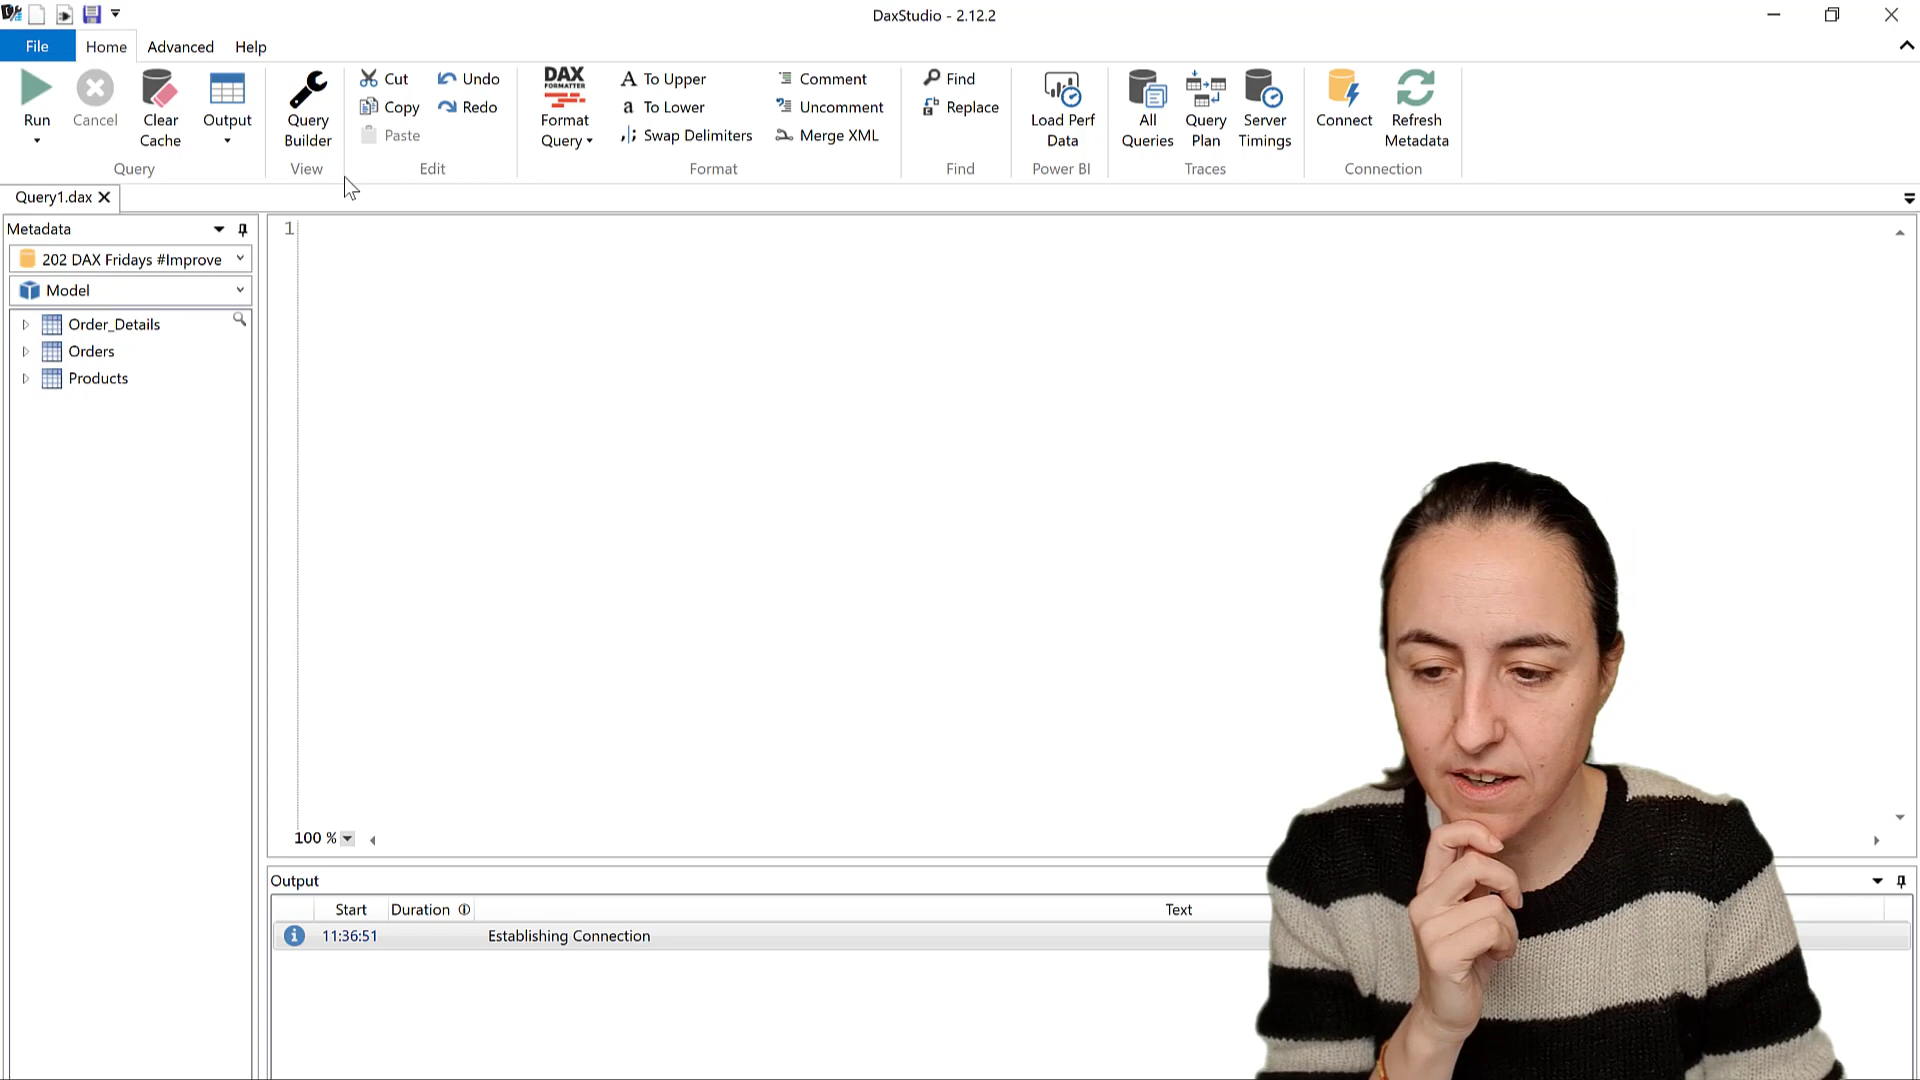 DaxStudio - 2.12.2
File Home Advanced Help
Run
Cancel
Clear Cache
Output
Query
Query Builder
View
Cut
Copy
Paste
Undo
Redo
Edit
DAX FORMATTER
Format Query
To Upper
To Lower
Swap Delimiters
Comment
Uncomment
Merge XML
Format
Find
Replace
Find
Load Perf Data
Power BI
All Queries
Query Plan
Server Timings
Traces
Connect
Refresh Metadata
Connection
Query1.dax
Metadata
202 DAX Fridays #Improve
Model
Order_Details
Orders
Products
1
100 %
Output
Start Duration Text
11:36:51 Establishing Connection